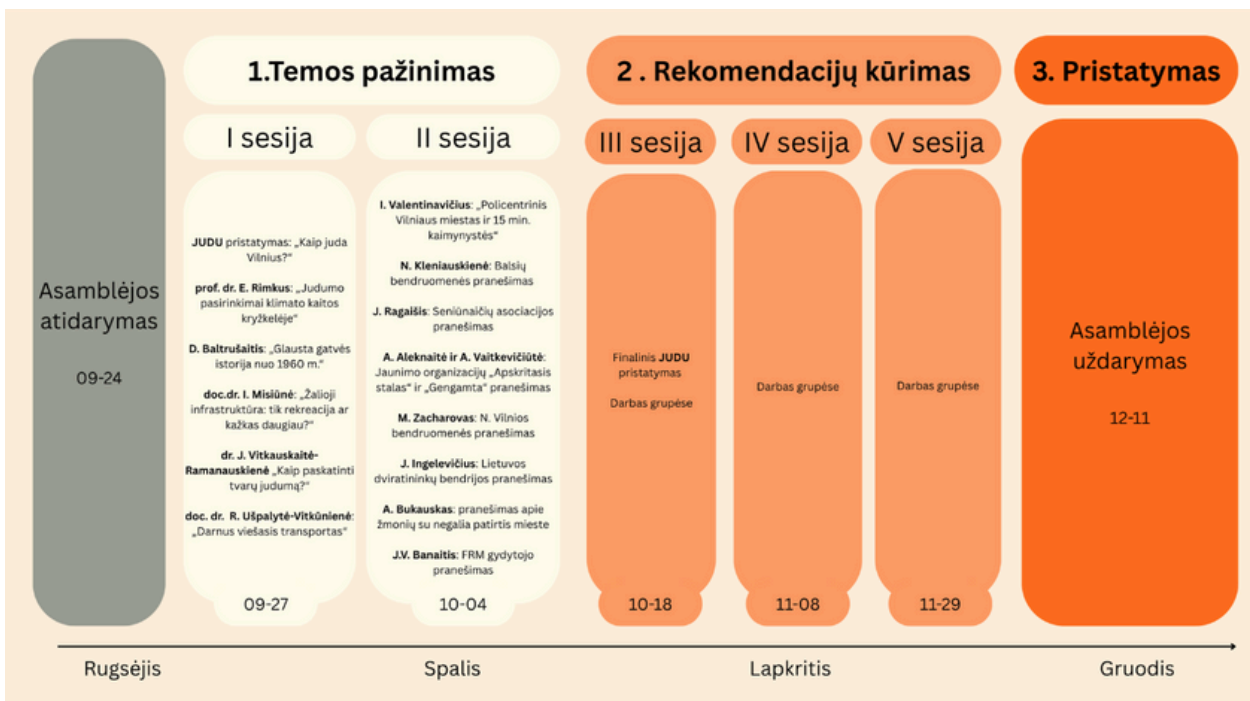 Asamblėjos
atidarymas
09-24
1.Temos pažinimas
I sesija
JUDU pristatymas: „Kaip juda
Vilnius?“
prof. dr. E. Rimkus: „Judumo
pasirinkimai klimato kaitos
kryžkelėje“
D. Baltrušaitis: „Glausta gatvės
istorija nuo 1960 m.“
doc.dr. I. Misiūnė: „Žalioji
infrastruktūra: tik rekreacija ar
kažkas daugiau?“
dr. J. Vitkauskaitė-
Ramanauskienė „Kaip paskatinti
tvarų judumą?“
doc. dr. R. Ušpalytė-Vitkūnienė:
„Darnus viešasis transportas“
09-27
II sesija
I. Valentinavičius: „Policentrinis
Vilniaus miestas ir 15 min.
kaimynystės“
N. Kleniauskienė: Balsių
bendruomenės pranešimas
J. Ragaišis: Seniūnaičių asociacijos
pranešimas
A. Aleknaitė ir A. Vaitkevičiūtė:
Jaunimo organizacijų „Apskritasis
stalas“ ir „Gengamta“ pranešimas
M. Zacharovas: N. Vilnios
bendruomenės pranešimas
J. Ingelevičius: Lietuvos
dviratininkų bendrijos pranešimas
A. Bukauskas: pranešimas apie
žmonių su negalia patirtis mieste
J.V. Banaitis: FRM gydytojo
pranešimas
10-04
2 . Rekomendacijų kūrimas
III sesija
Finalinis JUDU
pristatymas
Darbas grupėse
10-18
IV sesija
Darbas grupėse
11-08
V sesija
Darbas grupėse
11-29
3. Pristatymas
Asamblėjos
uždarymas
12-11
Rugsėjis
Spalis
Lapkritis
Gruodis